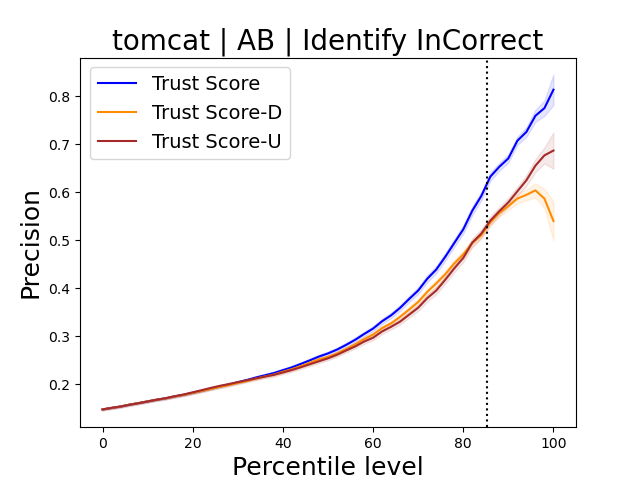 tomcat | AB | Identify InCorrect
Trust Score
Trust Score-D
Trust Score-U
Precision
0.8
0.7
0.6
0.5
0.4
0.3
0.2
0 20 40 60 80 100
Percentile level